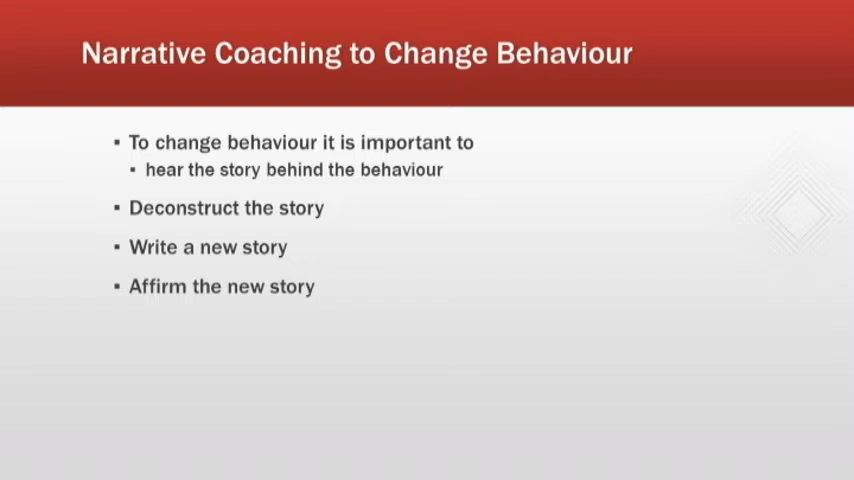 Narrative Coaching to Change Behaviour
▪ To change behaviour it is important to
▪ hear the story behind the behaviour
▪ Deconstruct the story
▪ Write a new story
▪ Affirm the new story